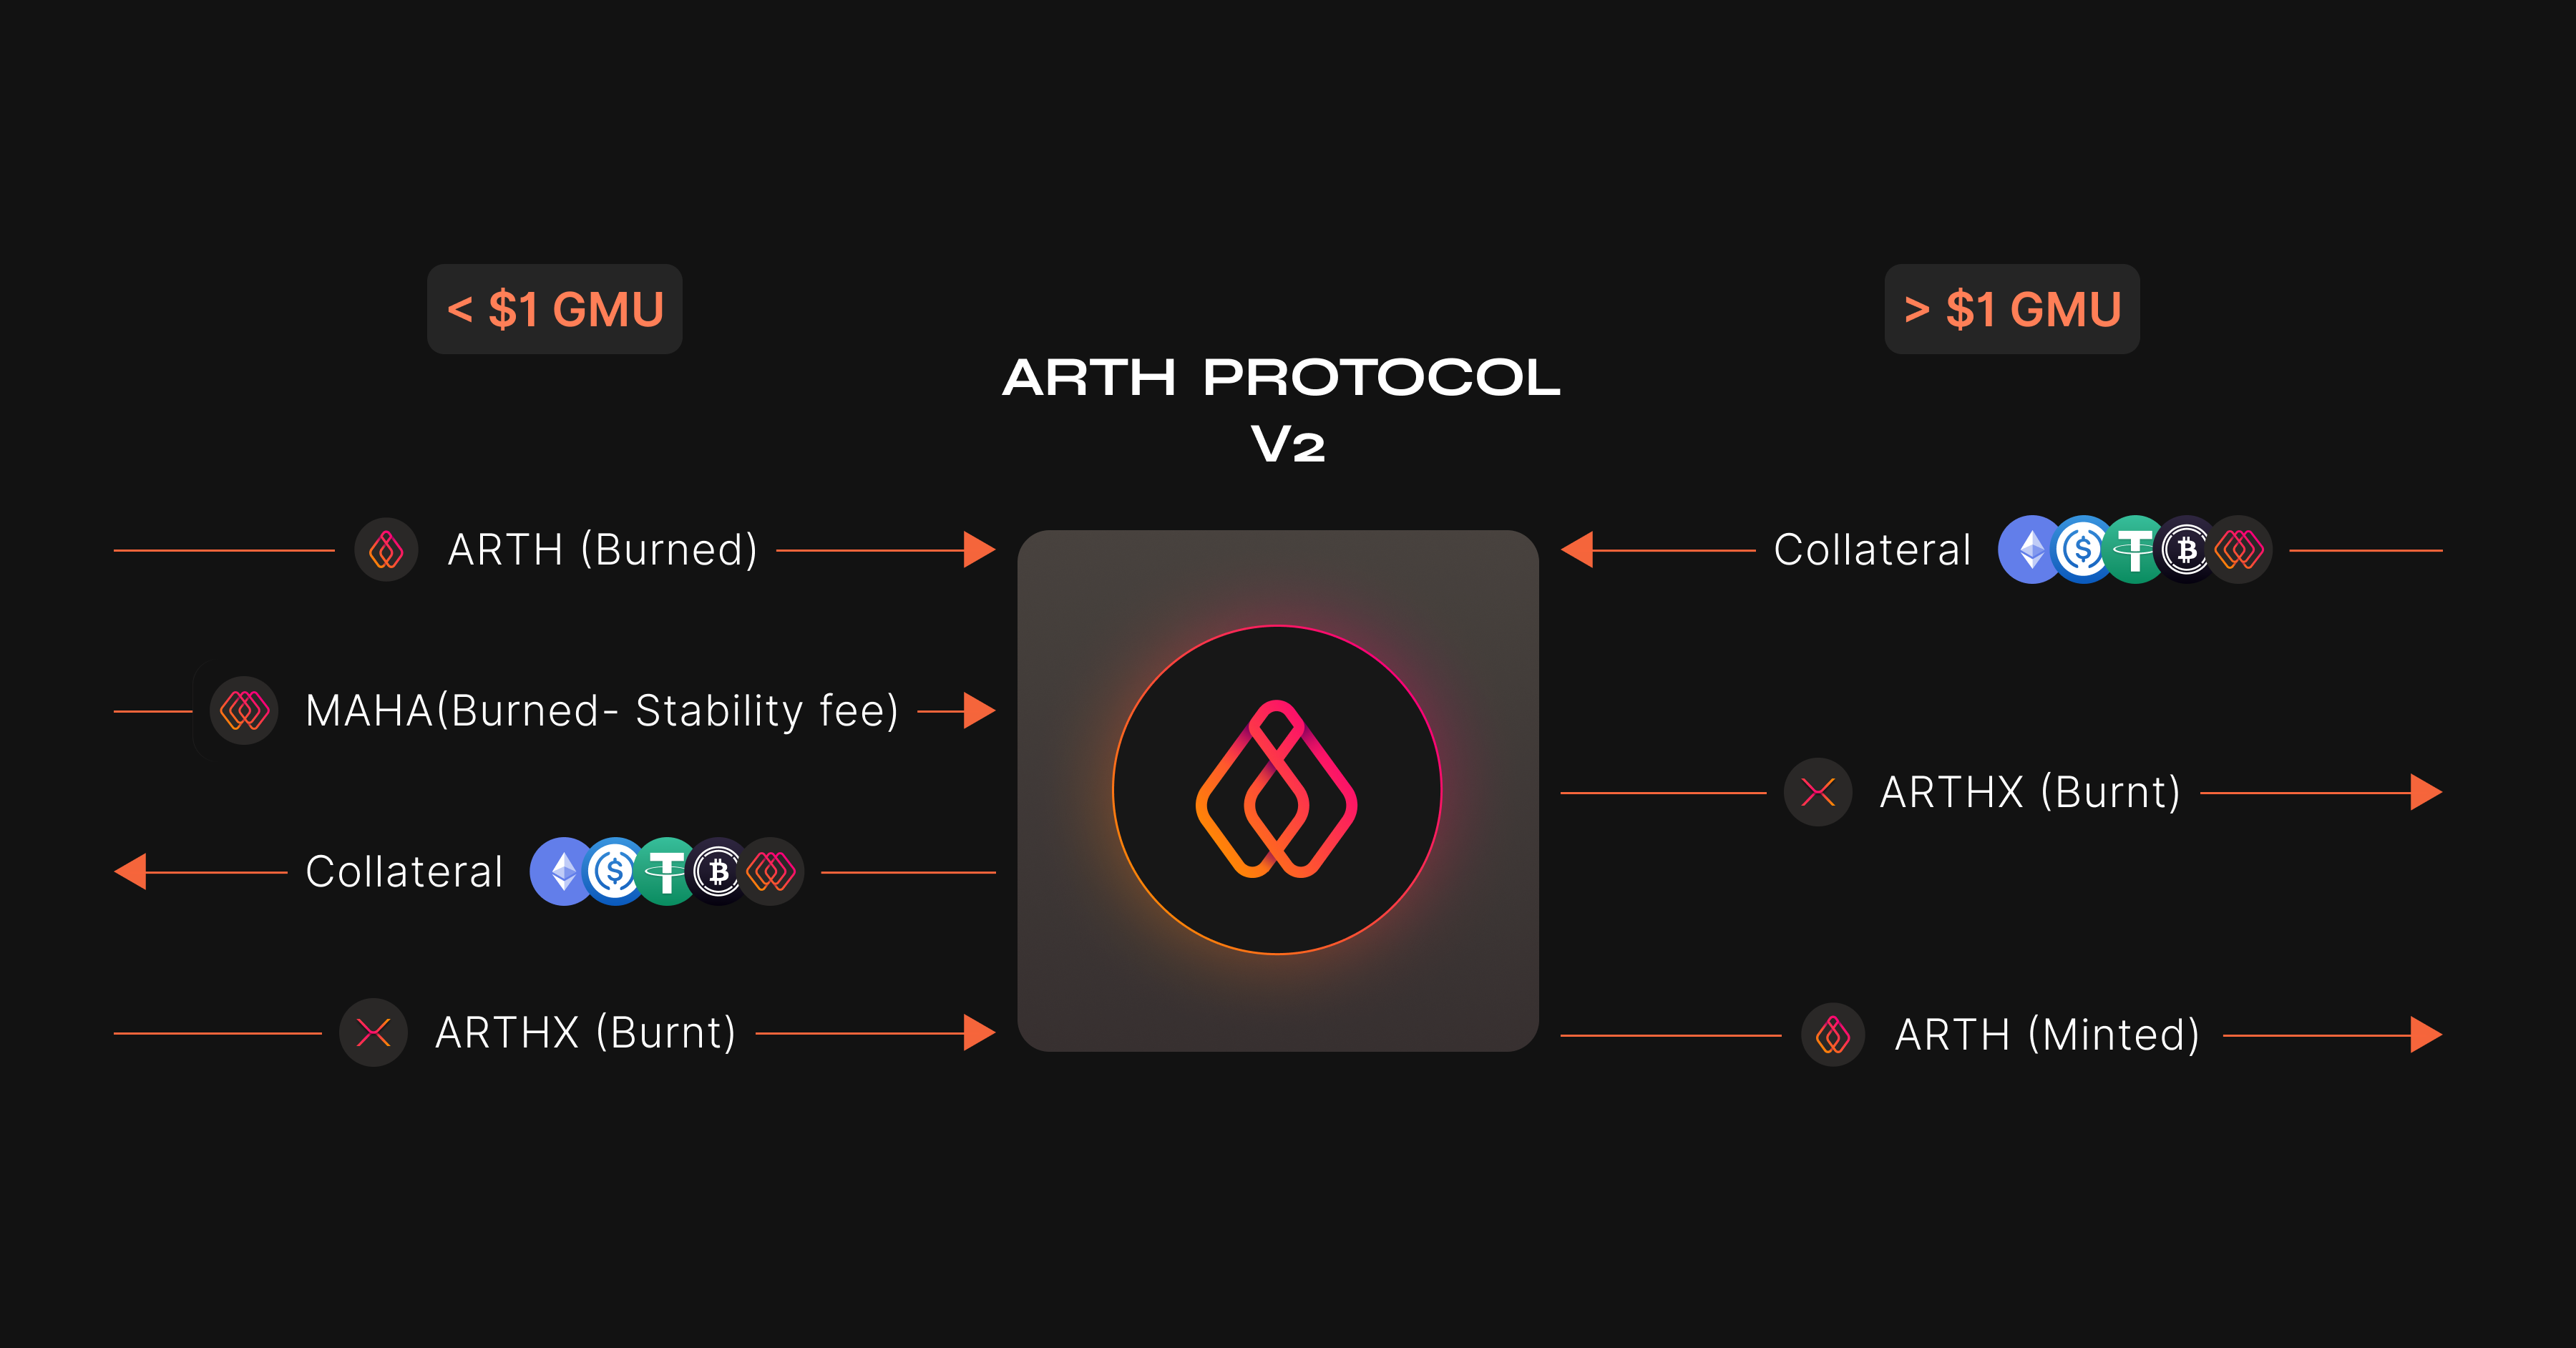 < $1 GMU
> $1 GMU
ARTH PROTOCOL
V2
ARTH (Burned)
MAHA(Burned- Stability fee)
Collateral
ARTHX (Burnt)
Collateral
ARTHX (Burnt)
ARTH (Minted)